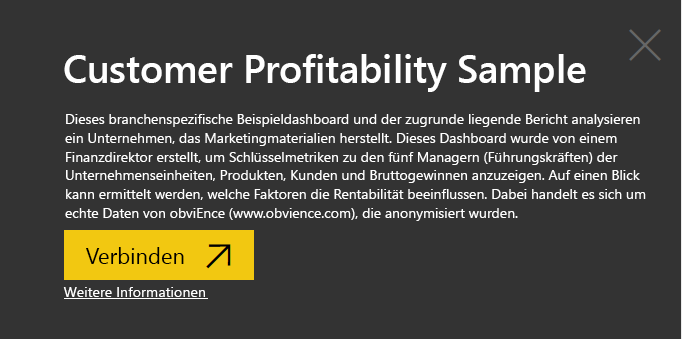 Customer Profitability Sample
Dieses branchenspezifische Beispieldashboard und der zugrunde liegende Bericht analysieren
ein Unternehmen, das Marketingmaterialien herstellt. Dieses Dashboard wurde von einem
Finanzdirektor erstellt, um Schlüsselmetriken zu den fünf Managern (Führungskräften) der
Unternehmenseinheiten, Produkten, Kunden und Bruttogewinnen anzuzeigen. Auf einen Blick
kann ermittelt werden, welche Faktoren die Rentabilität beeinflussen. Dabei handelt es sich um
echte Daten von obviEnce (www.obvience.com), die anonymisiert wurden.
Verbinden
Weitere Informationen